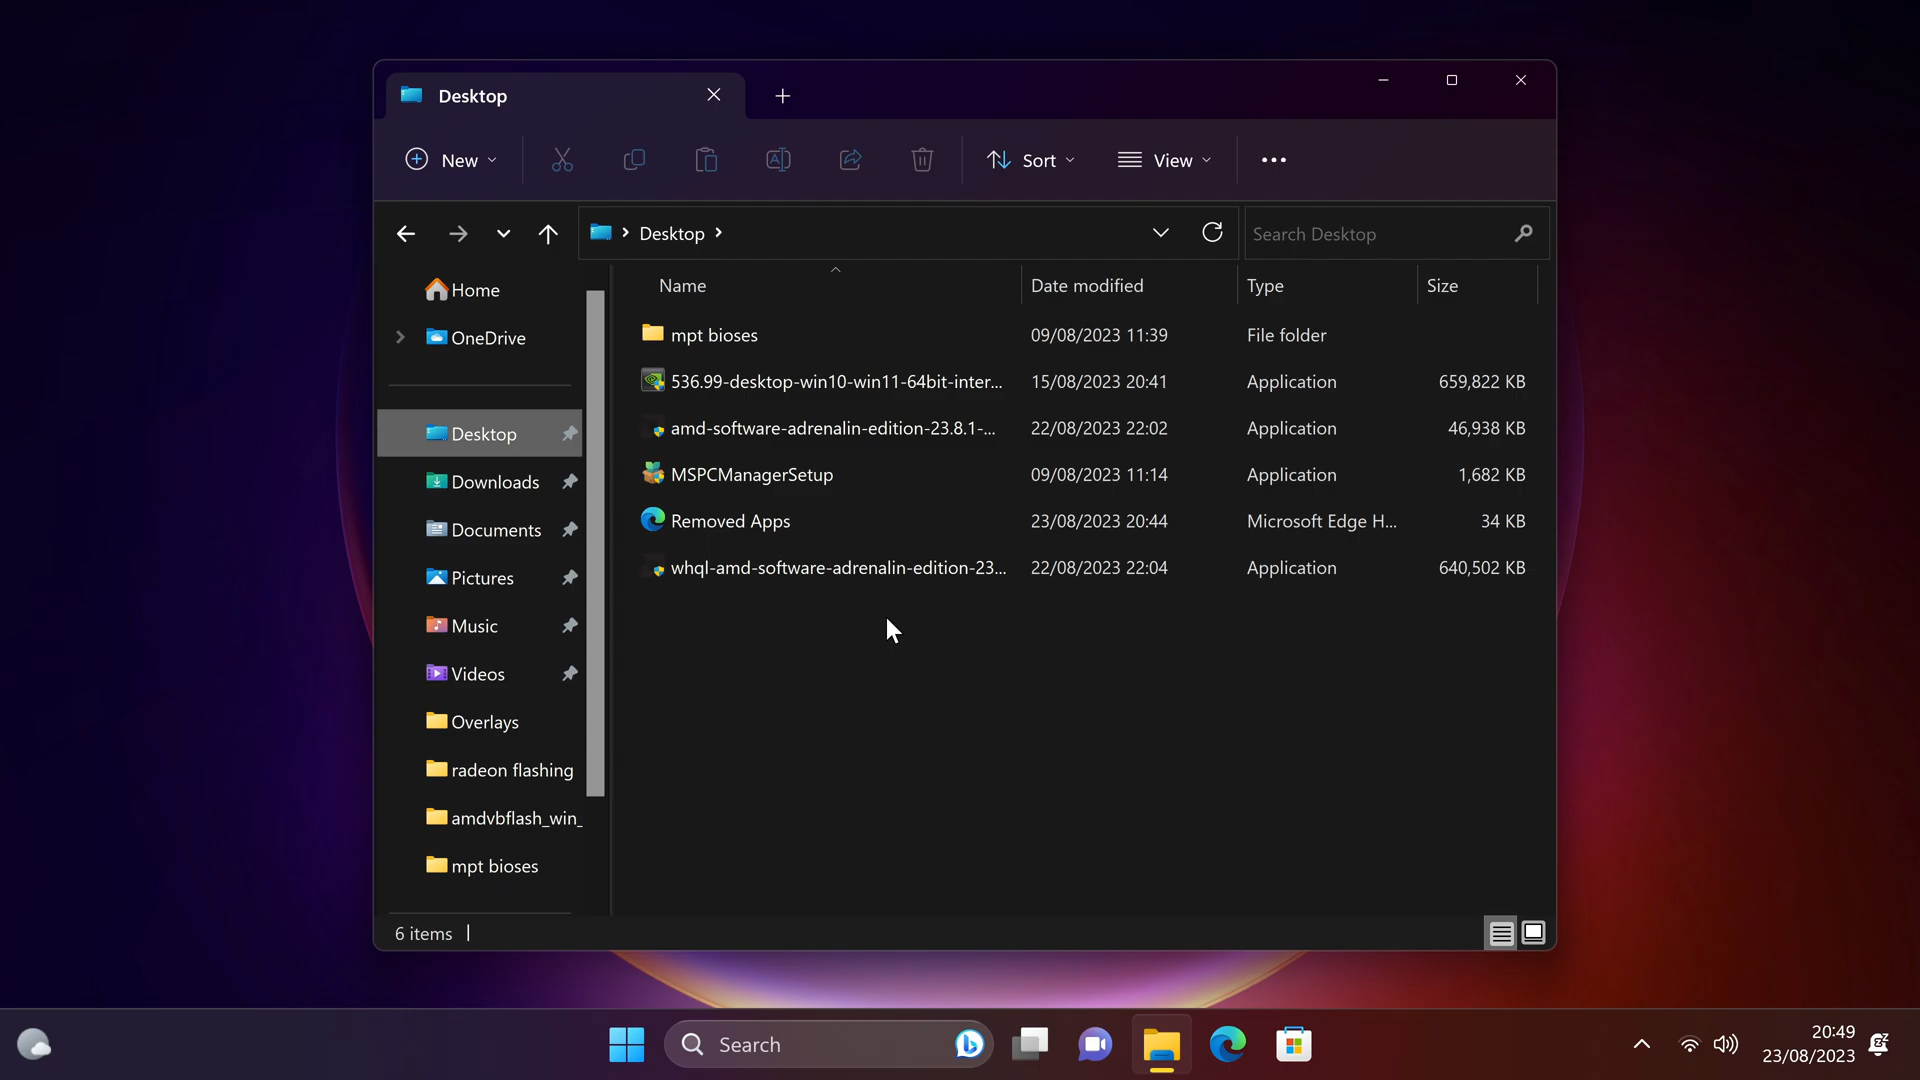 Desktop
New
Sort
View
Desktop
Search Desktop
Home
OneDrive
Desktop
Downloads
Documents
Pictures
Music
Videos
Overlays
radeon flashing
amdvbflash_win_
mpt bioses
Name Date modified Type Size
mpt bioses 09/08/2023 11:39 File folder
536.99-desktop-win10-win11-64bit-inter... 15/08/2023 20:41 Application 659,822 KB
amd-software-adrenalin-edition-23.8.1-... 22/08/2023 22:02 Application 46,938 KB
MSPCManagerSetup 09/08/2023 11:14 Application 1,682 KB
Removed Apps 23/08/2023 20:44 Microsoft Edge H... 34 KB
whql-amd-software-adrenalin-edition-23... 22/08/2023 22:04 Application 640,502 KB
6 items
Search
20:49
23/08/2023